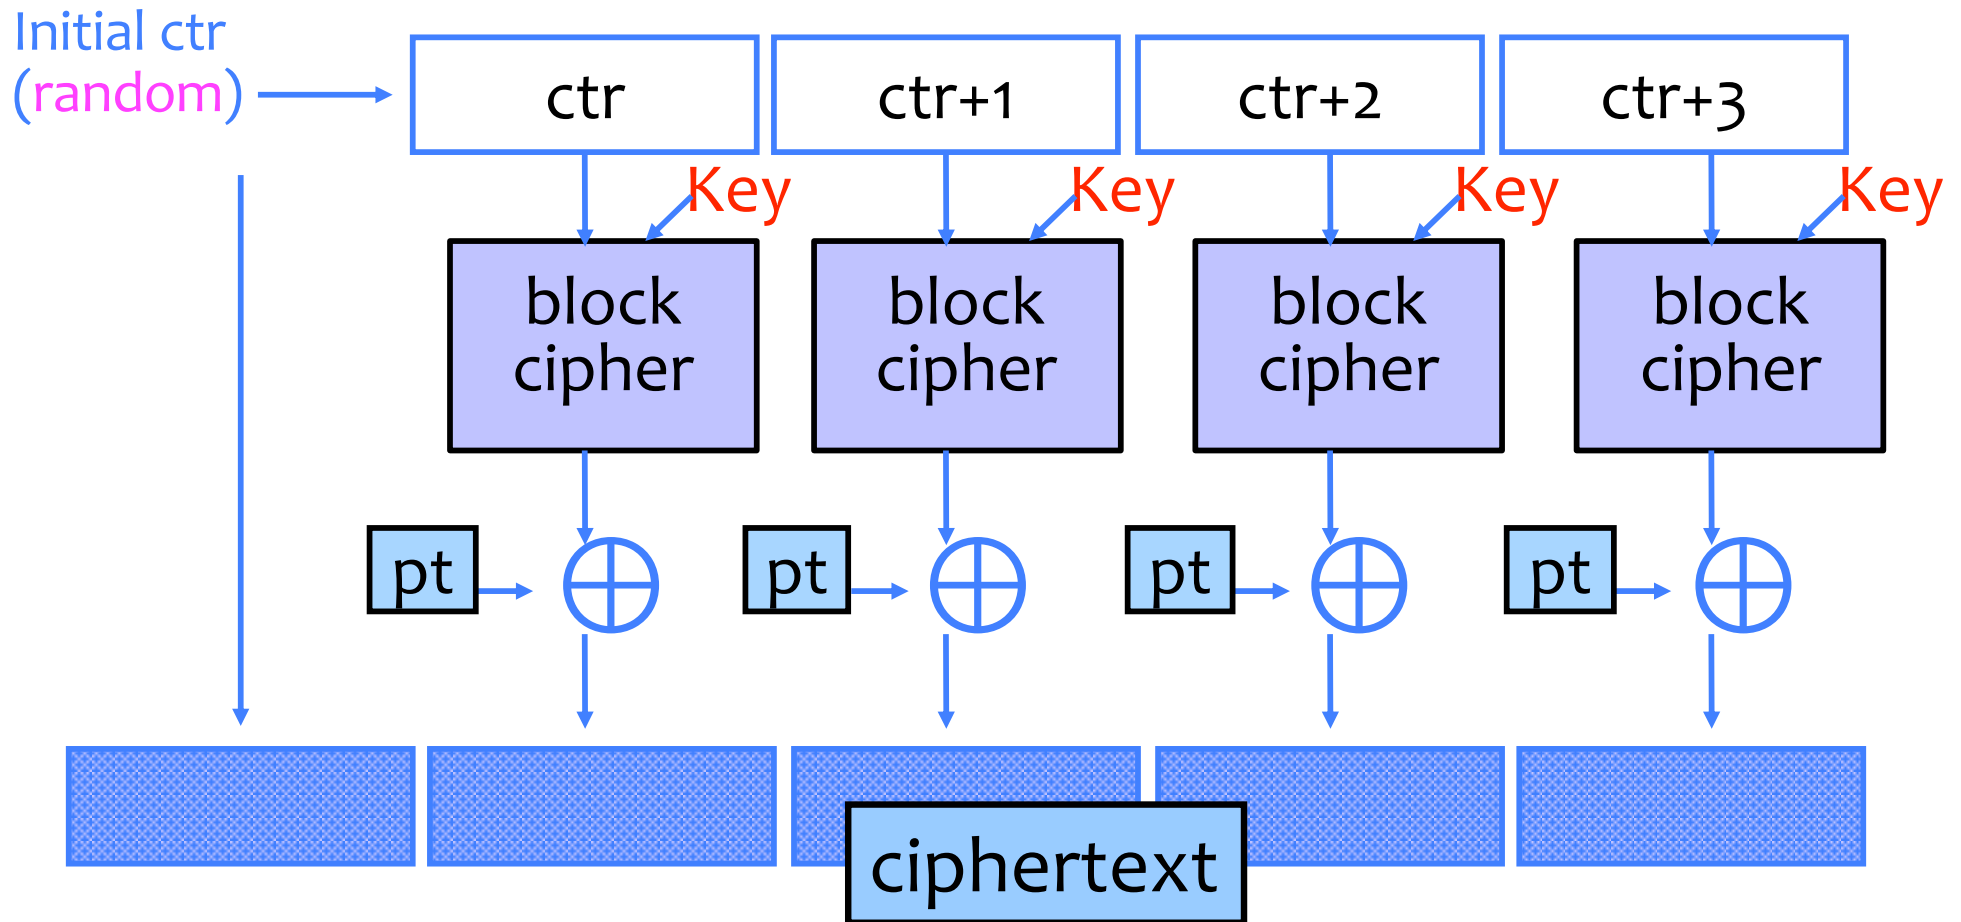 Initial ctr
(random)
ctr
ctr+1
ctr+2
ctr+3
Key
Key
Key
Key
block
cipher
block
cipher
block
cipher
block
cipher
pt
pt
pt
pt
ciphertext